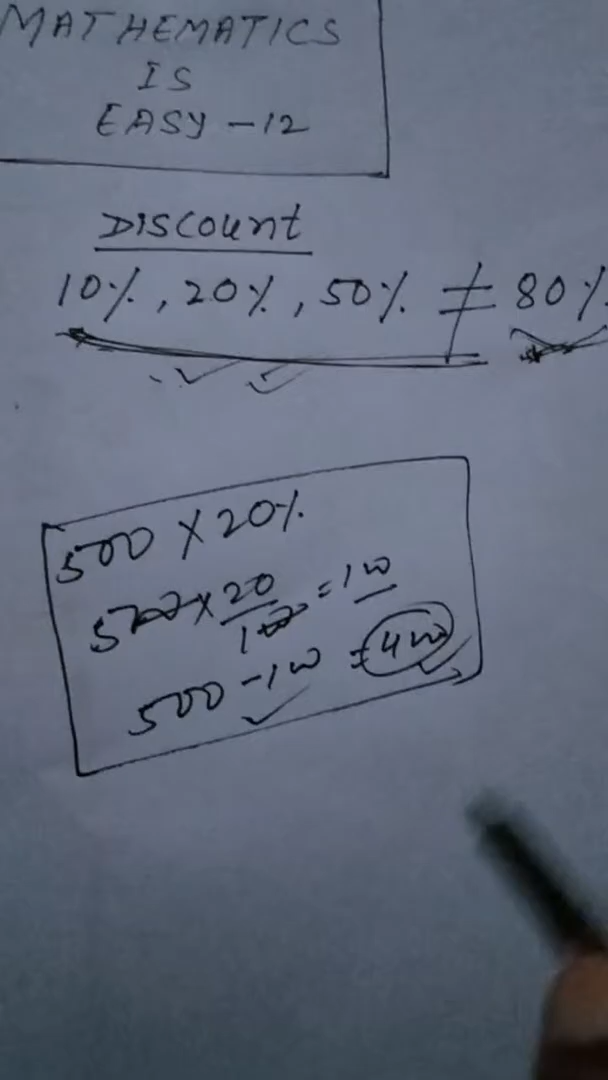 MATHEMATICS
IS
EASY -12
DISCOUNT
10%, 20%, 50% ≠ 80%
500 X 20%
500 X 20/100 = 100
500 - 100 = 400